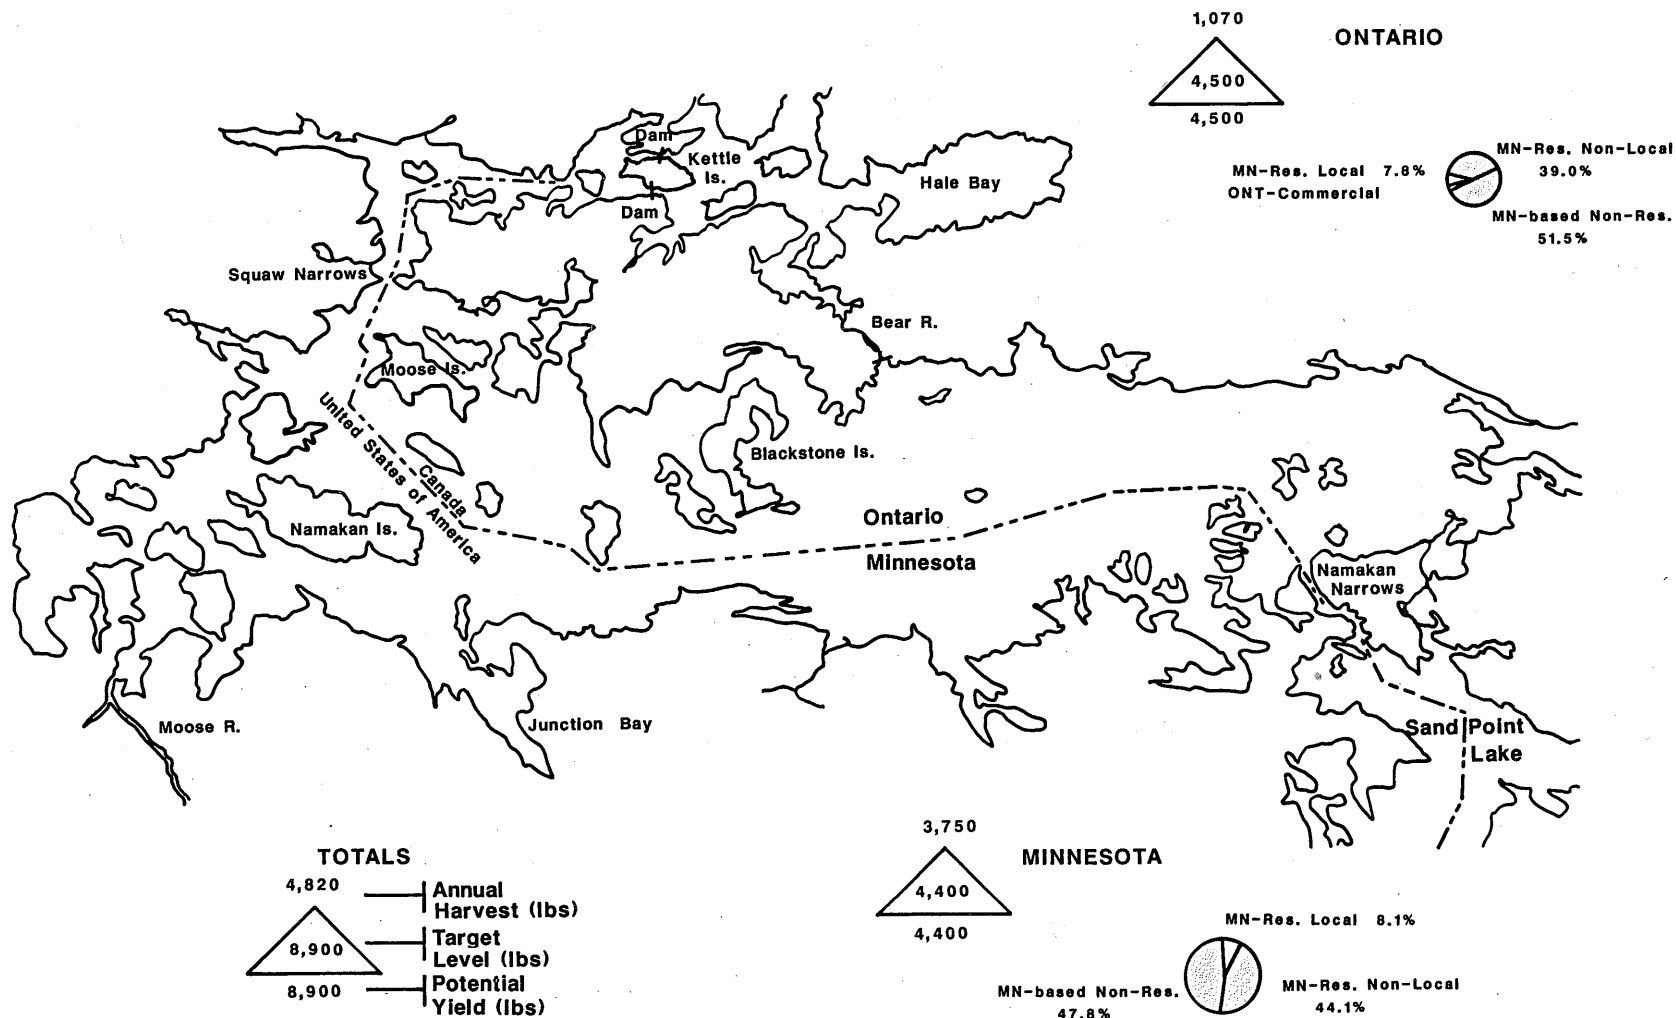 1,070
ONTARIO
4,500
4,500
Dam
Kettle
Is.
Dam
Hale Bay
MN-Res. Non-Local
39.0%
MN-Res. Local 7.8%
ONT-Commercial
MN-based Non-Res.
51.5%
Squaw Narrows
Bear R.
Moose Is.
United States of America
Canada
Blackstone Is.
Namakan Is.
Ontario
Minnesota
Namakan
Narrows
Moose R.
Junction Bay
Sand Point
Lake
TOTALS
4,820
Annual
Harvest (lbs)
8,900
Target
Level (lbs)
8,900
Potential
Yield (lbs)
3,750
MINNESOTA
4,400
4,400
MN-Res. Local 8.1%
MN-based Non-Res.
47.8%
MN-Res. Non-Local
44.1%